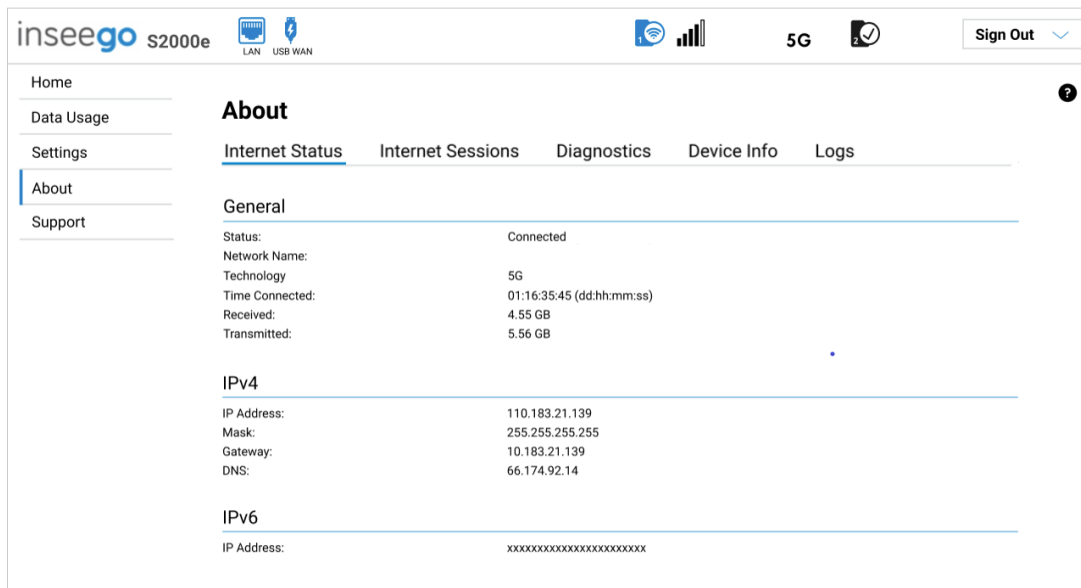 inseego S2000e
LAN USB WAN
1
5G
2
Sign Out
Home
Data Usage
Settings
About
Support
?
About
Internet Status Internet Sessions Diagnostics Device Info Logs
General
Status: Connected
Network Name:
Technology 5G
Time Connected: 01:16:35:45 (dd:hh:mm:ss)
Received: 4.55 GB
Transmitted: 5.56 GB
IPv4
IP Address: 110.183.21.139
Mask: 255.255.255.255
Gateway: 10.183.21.139
DNS: 66.174.92.14
IPv6
IP Address: xxxxxxxxxxxxxxxxxxxxxxx